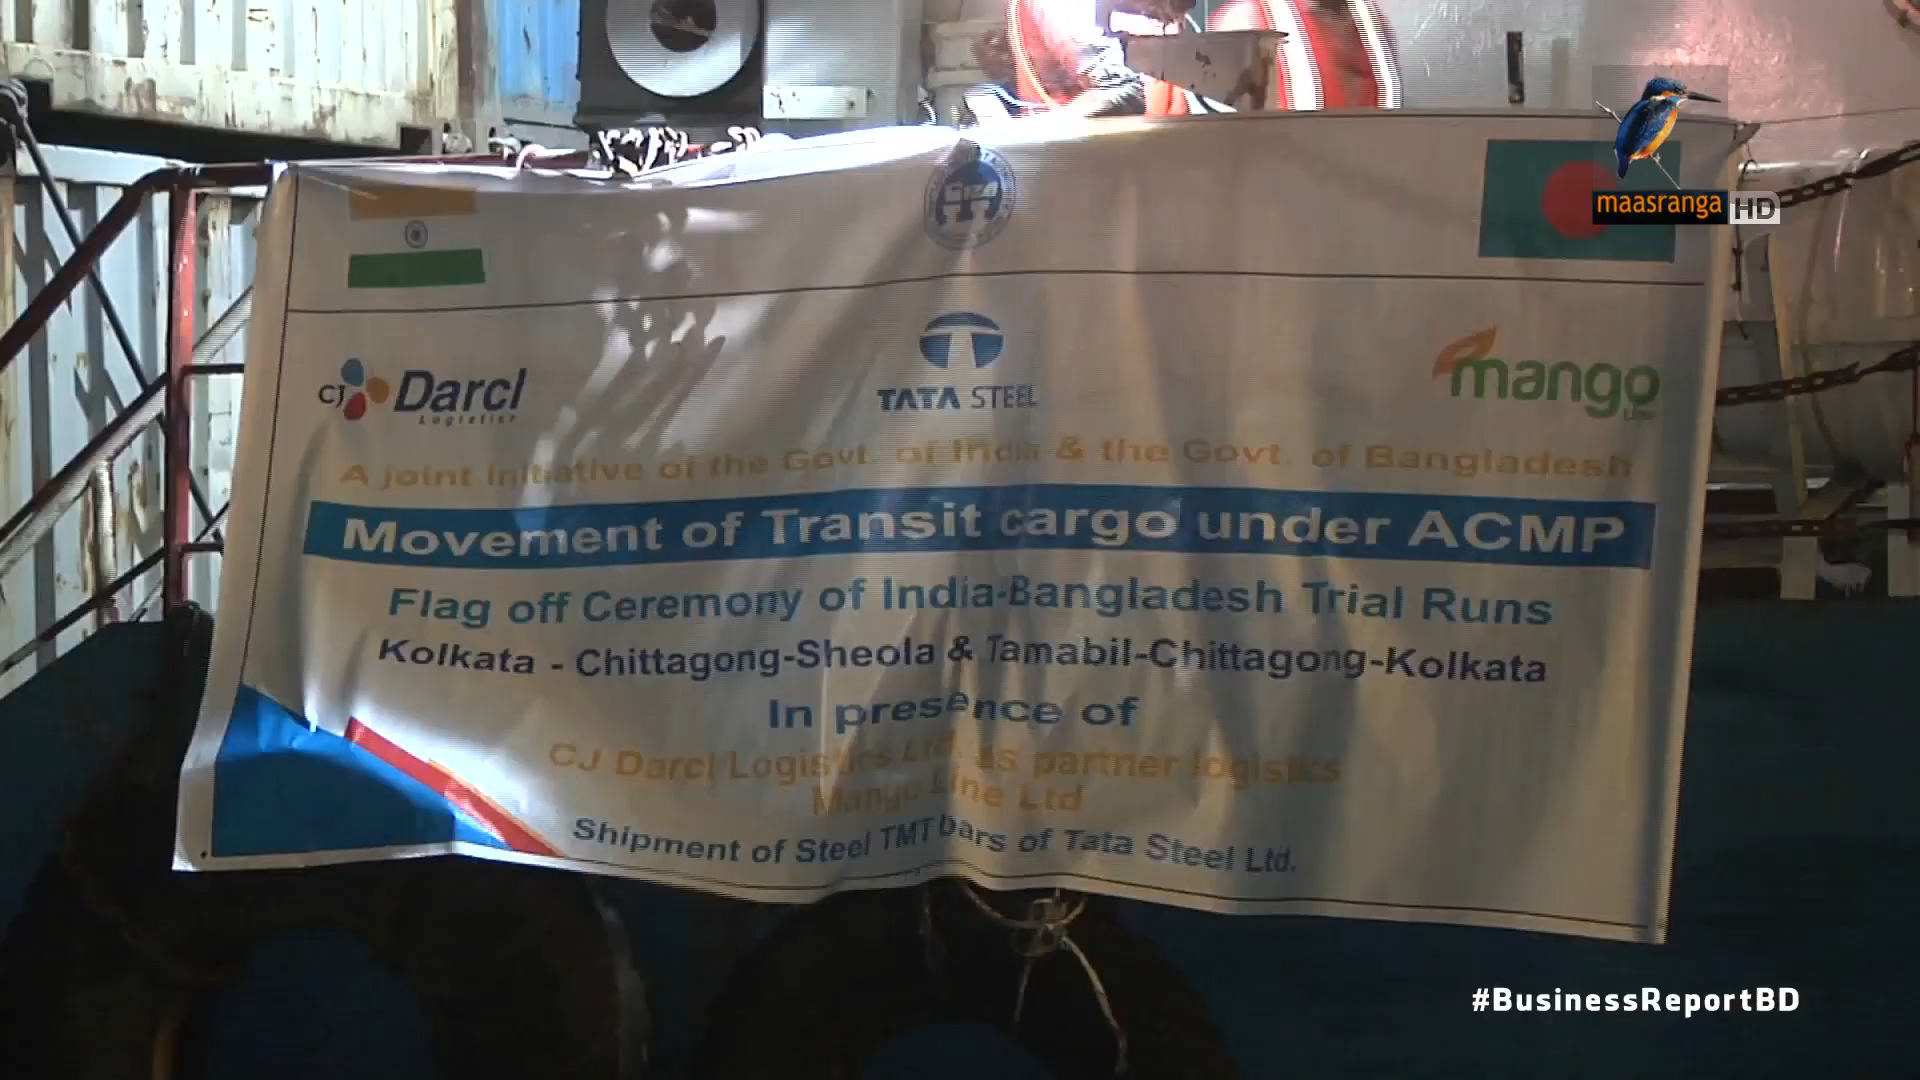 maasranga HD
CJ Darcl Logistics
TATA STEEL
mango Line
A joint initiative of the Govt. of India & the Govt. of Bangladesh
Movement of Transit cargo under ACMP
Flag off Ceremony of India-Bangladesh Trial Runs
Kolkata - Chittagong-Sheola & Tamabil-Chittagong-Kolkata
In presence of
CJ Darcl Logistics Ltd. as partner logistics
Mango Line Ltd
Shipment of Steel TMT bars of Tata Steel Ltd.
#BusinessReportBD